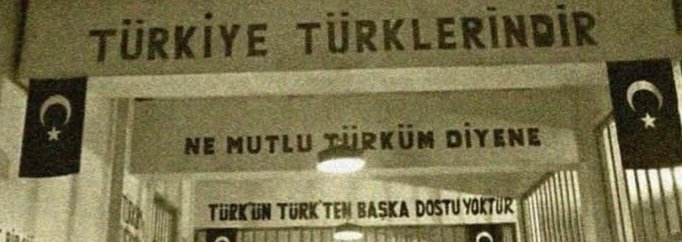 TÜRKİYE TÜRKLERİNDİR
NE MUTLU TÜRKÜM DİYENE
TÜRK'ÜN TÜRK'TEN BAŞKA DOSTU YOKTUR